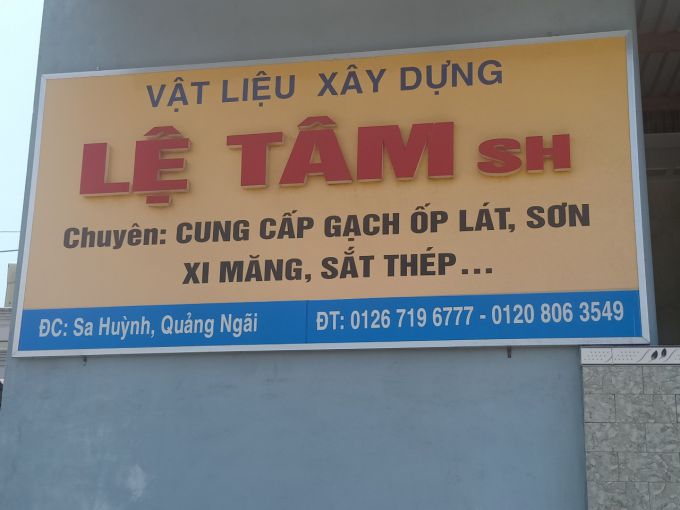 VẬT LIỆU XÂY DỰNG
LỆ TÂM SH
Chuyên: CUNG CẤP GẠCH ỐP LÁT, SƠN
XI MĂNG, SẮT THÉP...
ĐC: Sa Huỳnh, Quảng Ngãi ĐT: 0126 719 6777 - 0120 806 3549